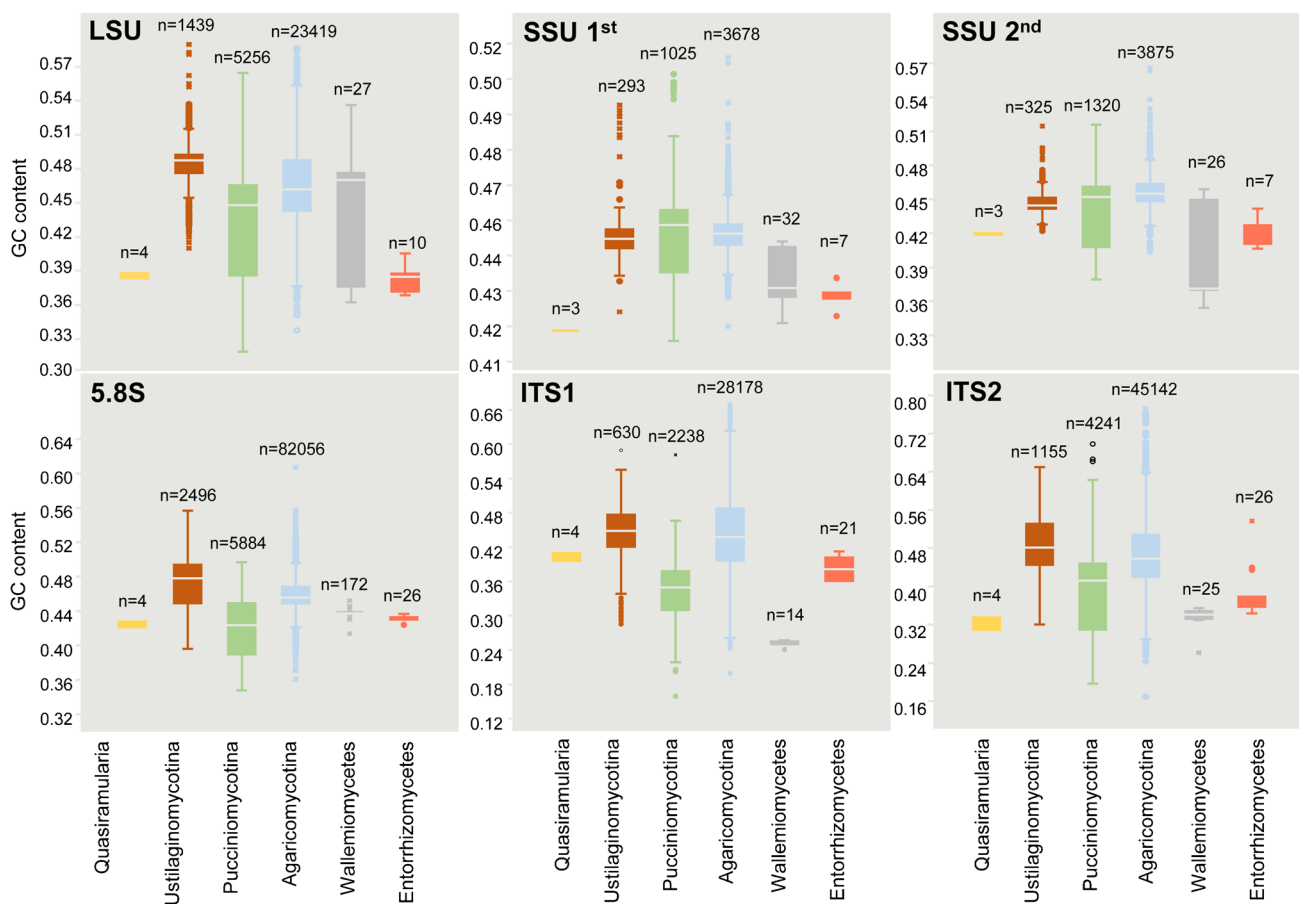 LSU
n=1439
n=5256
n=23419
n=27
n=4
n=10
GC content
0.57
0.54
0.51
0.48
0.45
0.42
0.39
0.36
0.33
0.30
SSU 1st
n=293
n=1025
n=3678
n=32
n=3
n=7
0.52
0.50
0.49
0.48
0.47
0.46
0.44
0.43
0.42
0.41
SSU 2nd
n=325
n=1320
n=3875
n=26
n=3
n=7
0.57
0.54
0.51
0.48
0.45
0.42
0.39
0.36
0.33
5.8S
n=2496
n=5884
n=82056
n=172
n=4
n=26
GC content
0.64
0.60
0.56
0.52
0.48
0.44
0.40
0.36
0.32
ITS1
n=630
n=2238
n=28178
n=4
n=14
n=21
0.66
0.60
0.54
0.48
0.42
0.36
0.30
0.24
0.18
0.12
ITS2
n=1155
n=4241
n=45142
n=4
n=25
n=26
0.80
0.72
0.64
0.56
0.48
0.40
0.32
0.24
0.16
Quasiramularia
Ustilaginomycotina
Pucciniomycotina
Agaricomycotina
Wallemiomycetes
Entorrhizomycetes
Quasiramularia
Ustilaginomycotina
Pucciniomycotina
Agaricomycotina
Wallemiomycetes
Entorrhizomycetes
Quasiramularia
Ustilaginomycotina
Pucciniomycotina
Agaricomycotina
Wallemiomycetes
Entorrhizomycetes